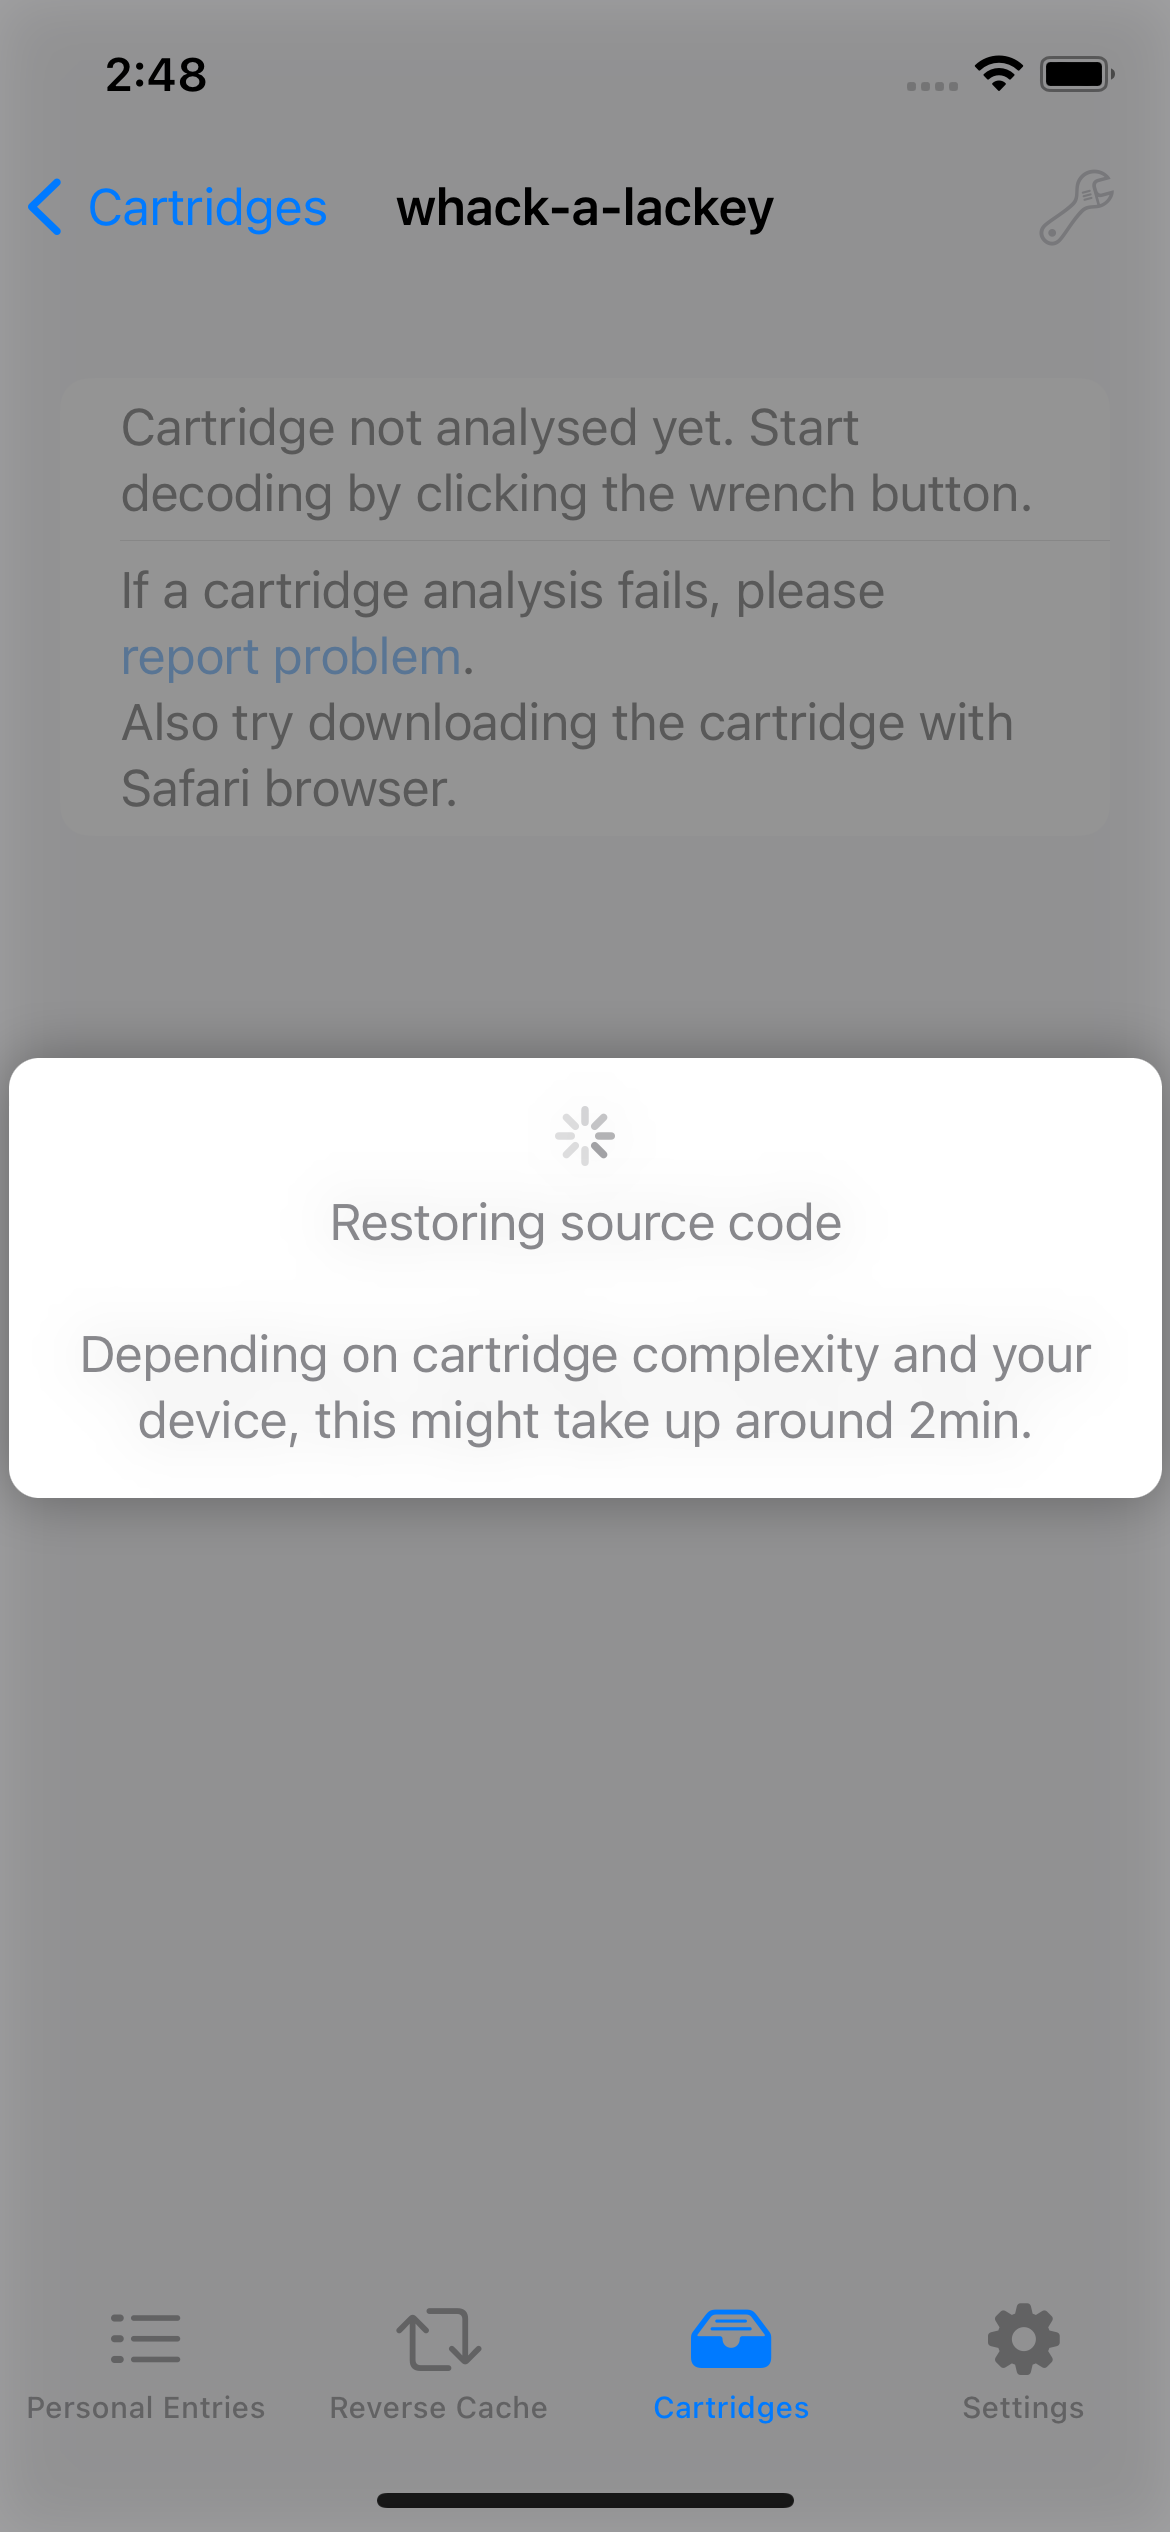 2:48
Cartridges
whack-a-lackey
Cartridge not analysed yet. Start
decoding by clicking the wrench button.
If a cartridge analysis fails, please
report problem.
Also try downloading the cartridge with
Safari browser.
Restoring source code
Depending on cartridge complexity and your
device, this might take up around 2min.
Personal Entries
Reverse Cache
Cartridges
Settings